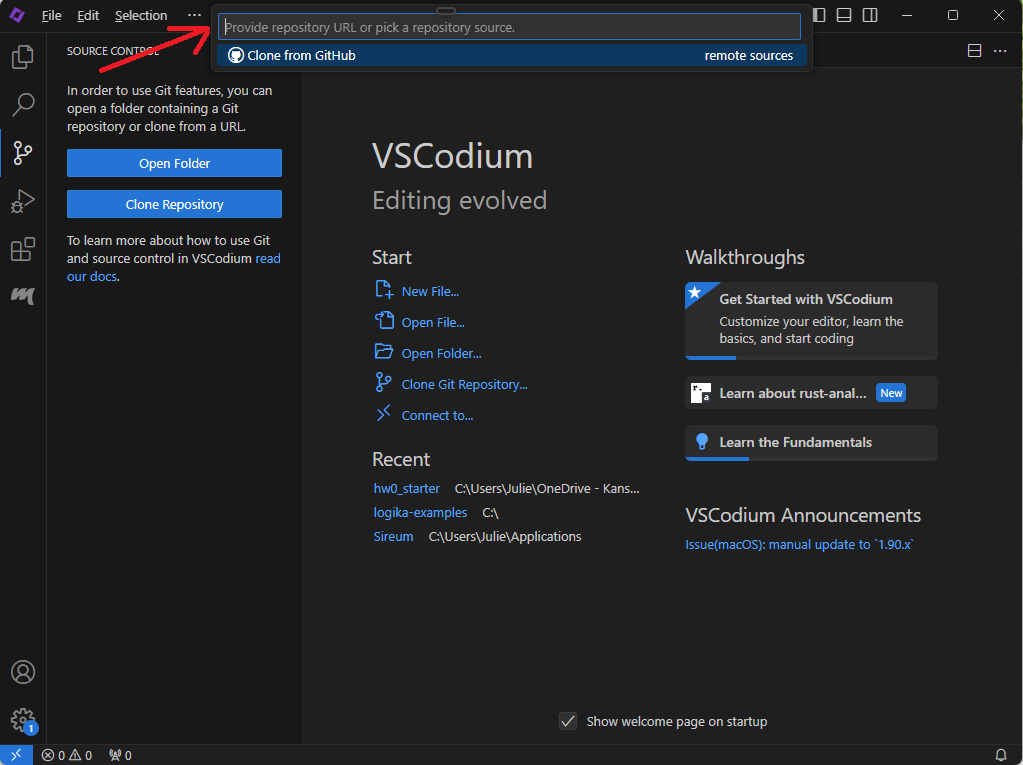 File Edit Selection ···
Provide repository URL or pick a repository source.
Clone from GitHub remote sources
SOURCE CONTROL
In order to use Git features, you can
open a folder containing a Git
repository or clone from a URL.
Open Folder
Clone Repository
To learn more about how to use Git
and source control in VSCodium read
our docs.
VSCodium
Editing evolved
Start
New File...
Open File...
Open Folder...
Clone Git Repository...
Connect to...
Recent
hw0_starter C:\Users\Julie\OneDrive - Kans...
logika-examples C:\
Sireum C:\Users\Julie\Applications
Walkthroughs
Get Started with VSCodium
Customize your editor, learn the
basics, and start coding
r.
a
Learn about rust-anal... New
Learn the Fundamentals
VSCodium Announcements
Issue(macOS): manual update to `1.90.x`
Show welcome page on startup
1
0 0 0